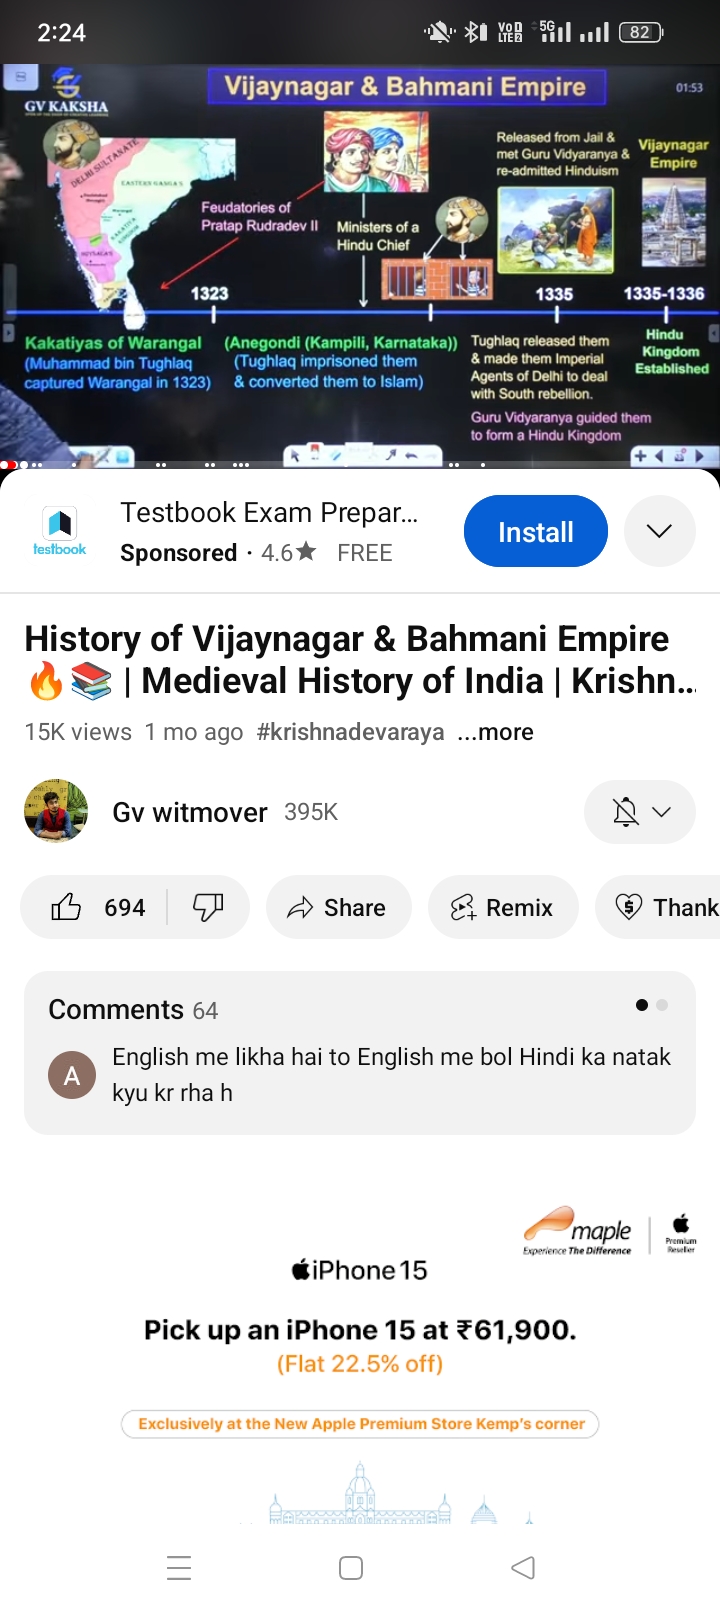 2:24
VoD LTE2
5G
82
GV KAKSHA
Vijaynagar & Bahmani Empire
01:53
DELHI SULTANATE
EASTERN GANGA'S
Feudatories of
Pratap Rudradev II
Ministers of a
Hindu Chief
Released from Jail &
met Guru Vidyaranya &
re-admitted Hinduism
Vijaynagar
Empire
1323
1335
1335-1336
Kakatiyas of Warangal
(Muhammad bin Tughlaq
captured Warangal in 1323)
(Anegondi (Kampili, Karnataka))
(Tughlaq imprisoned them
& converted them to Islam)
Tughlaq released them
& made them Imperial
Agents of Delhi to deal
with South rebellion.
Guru Vidyaranya guided them
to form a Hindu Kingdom
Hindu
Kingdom
Established
testbook
Testbook Exam Prepar...
Sponsored · 4.6★ FREE
Install
History of Vijaynagar & Bahmani Empire
🔥📚 | Medieval History of India | Krishn...
15K views 1 mo ago #krishnadevaraya ...more
Gv witmover 395K
694
Share
Remix
Thank
Comments 64
A
English me likha hai to English me bol Hindi ka natak
kyu kr rha h
maple
Experience The Difference
Premium
Reseller
iPhone 15
Pick up an iPhone 15 at ₹61,900.
(Flat 22.5% off)
Exclusively at the New Apple Premium Store Kemp's corner